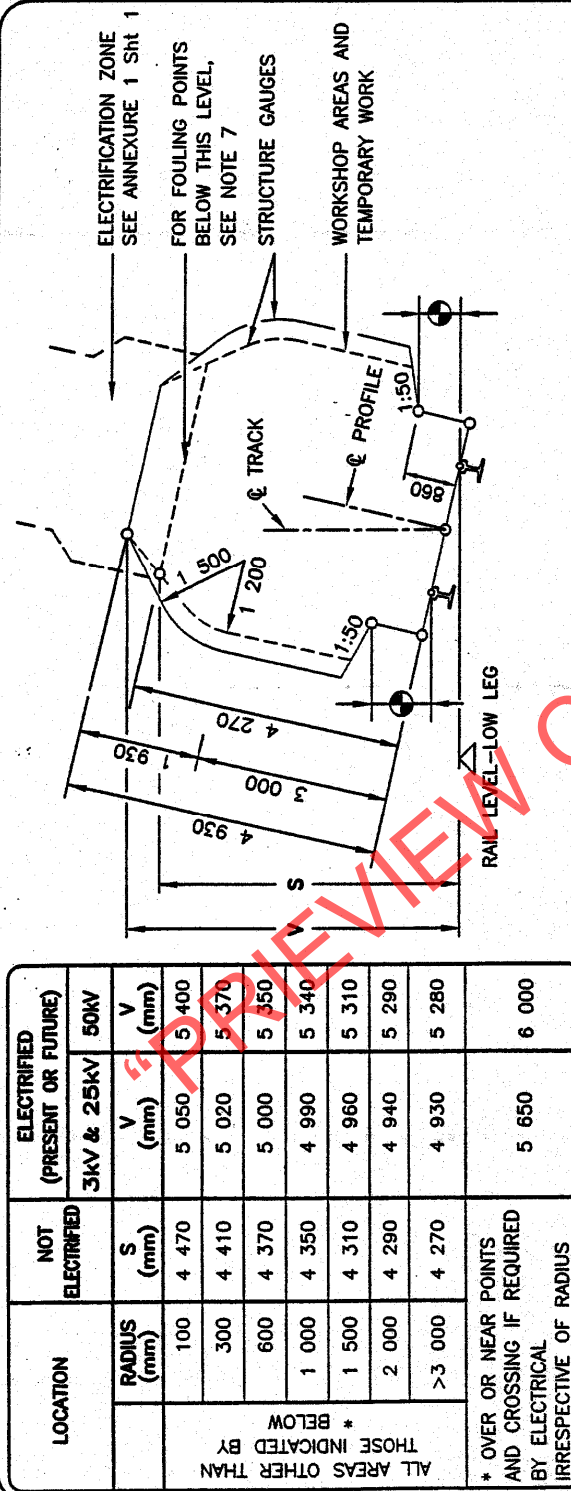 LOCATION
NOT ELECTRIFIED
ELECTRIFIED
(PRESENT OR FUTURE)
3kV & 25kV
50kV
RADIUS (mm)
S (mm)
V (mm)
V (mm)
ALL AREAS OTHER THAN
THOSE INDICATED BY
* BELOW
100 4 470 5 050 5 400
300 4 410 5 020 5 370
600 4 370 5 000 5 350
1 000 4 350 4 990 5 340
1 500 4 310 4 960 5 310
2 000 4 290 4 940 5 290
>3 000 4 270 4 930 5 280
* OVER OR NEAR POINTS
AND CROSSING IF REQUIRED
BY ELECTRICAL
IRRESPECTIVE OF RADIUS
5 650
6 000
ELECTRIFICATION ZONE
SEE ANNEXURE 1 Sht 1
FOR FOULING POINTS
BELOW THIS LEVEL,
SEE NOTE 7
STRUCTURE GAUGES
WORKSHOP AREAS AND
TEMPORARY WORK
℄ TRACK
℄ PROFILE
1 500
1 200
1:50
1:50
860
4 270
1 930
3 000
4 930
S
V
RAIL LEVEL-LOW LEG
"PRIEVIEW